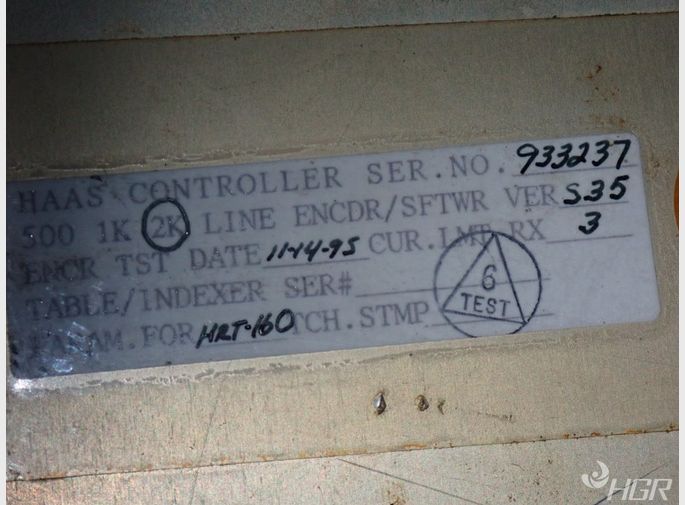 HAAS CONTROLLER SER.NO. 933237
500 1K 2K LINE ENCDR/SFTWR VER S35
ENCR TST DATE 11-14-95 CUR.LMT RX 3
TABLE/INDEXER SER#
PARAM.FOR HRT-160 TCH.STMP
6
TEST
HGR